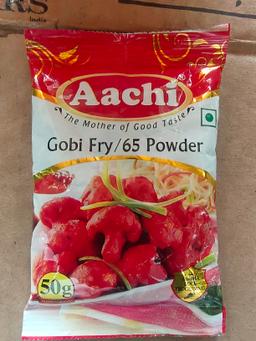 RS
Aachi
The Mother of Good Taste
Gobi Fry/65 Powder
50g